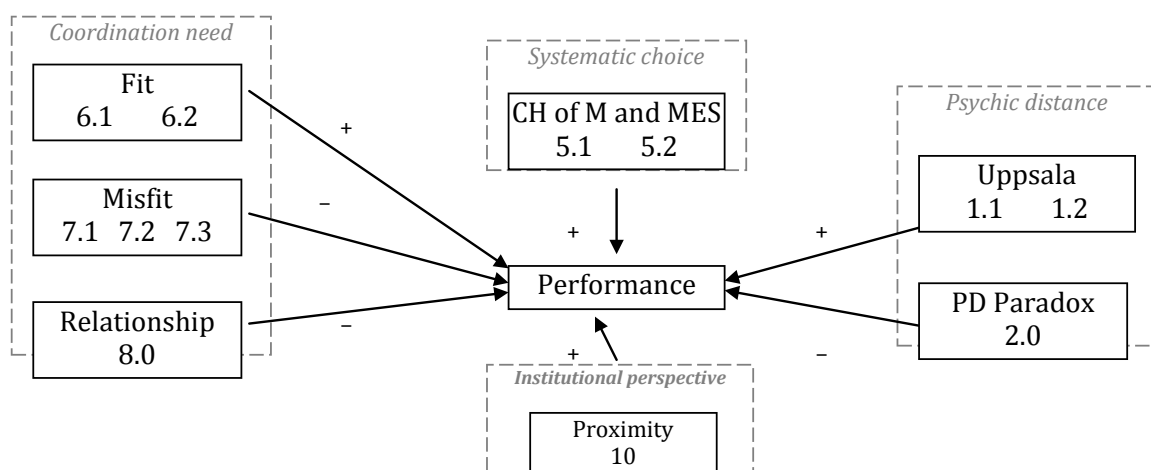 Coordination need
Fit
6.1 6.2
Misfit
7.1 7.2 7.3
Relationship
8.0
+
−
−
Systematic choice
CH of M and MES
5.1 5.2
+
Performance
+
Institutional perspective
Proximity
10
Psychic distance
Uppsala
1.1 1.2
PD Paradox
2.0
+
−